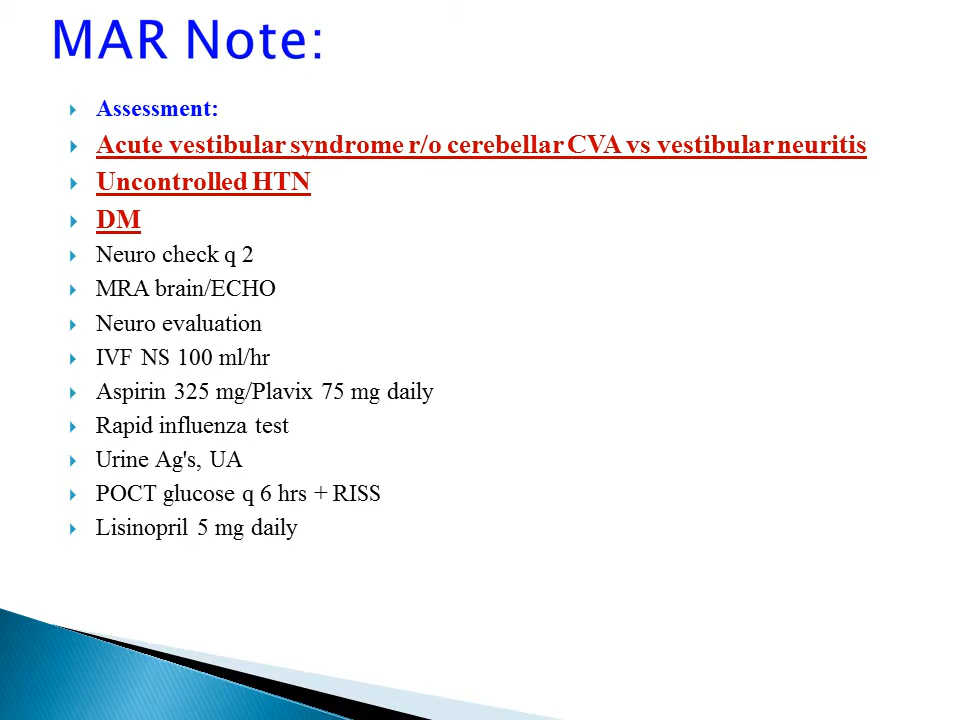 MAR Note:
Assessment:
Acute vestibular syndrome r/o cerebellar CVA vs vestibular neuritis
Uncontrolled HTN
DM
Neuro check q 2
MRA brain/ECHO
Neuro evaluation
IVF NS 100 ml/hr
Aspirin 325 mg/Plavix 75 mg daily
Rapid influenza test
Urine Ag's, UA
POCT glucose q 6 hrs + RISS
Lisinopril 5 mg daily